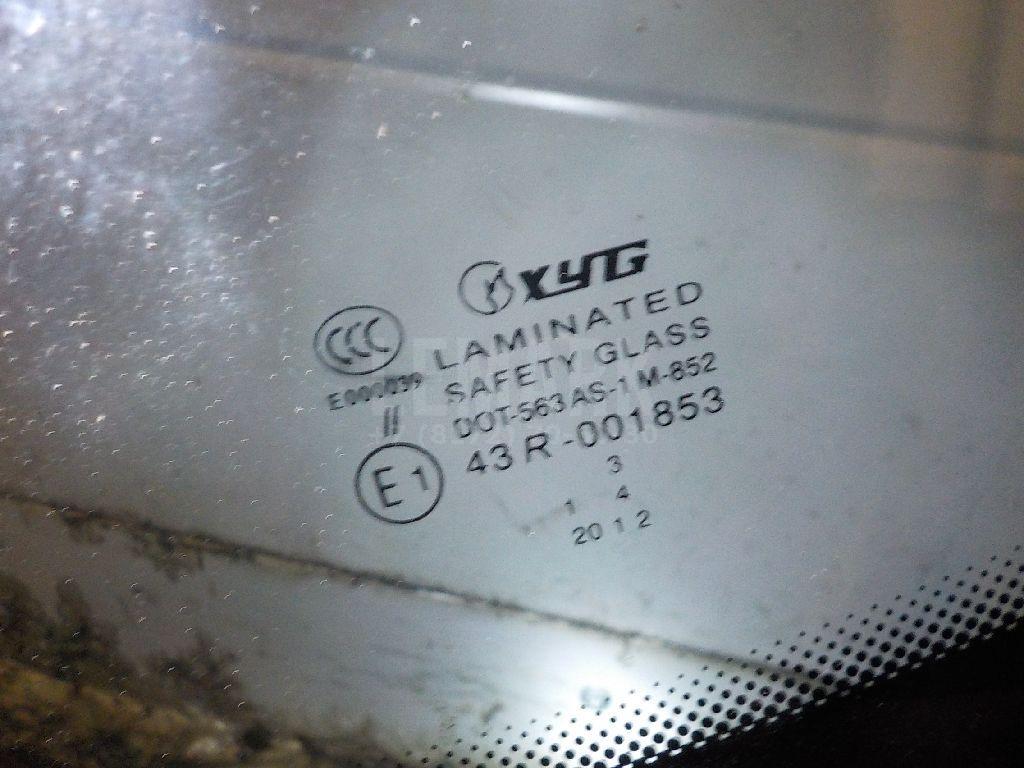 XYG
CCC
LAMINATED
E000039
SAFETY GLASS
II
DOT-563 AS-1 M-852
E1
43 R-001853
3
1 4
2012